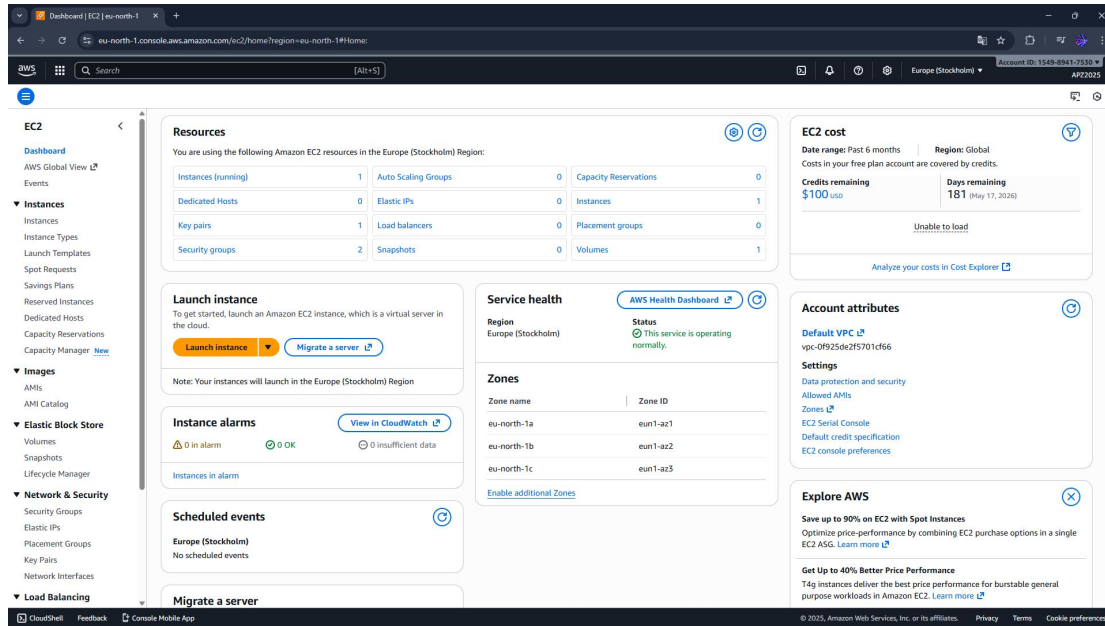 Dashboard | EC2 | eu-north-1
eu-north-1.console.aws.amazon.com/ec2/home?region=eu-north-1#Home:
aws
Search
[Alt+S]
Europe (Stockholm)
Account ID: 1549-8941-7530
APZ2025
EC2
Dashboard
AWS Global View
Events
Instances
Instances
Instance Types
Launch Templates
Spot Requests
Savings Plans
Reserved Instances
Dedicated Hosts
Capacity Reservations
Capacity Manager New
Images
AMIs
AMI Catalog
Elastic Block Store
Volumes
Snapshots
Lifecycle Manager
Network & Security
Security Groups
Elastic IPs
Placement Groups
Key Pairs
Network Interfaces
Load Balancing
Resources
You are using the following Amazon EC2 resources in the Europe (Stockholm) Region:
Instances (running) 1 Auto Scaling Groups 0 Capacity Reservations 0
Dedicated Hosts 0 Elastic IPs 0 Instances 1
Key pairs 1 Load balancers 0 Placement groups 0
Security groups 2 Snapshots 0 Volumes 1
Launch instance
To get started, launch an Amazon EC2 instance, which is a virtual server in
the cloud.
Launch instance
Migrate a server
Note: Your instances will launch in the Europe (Stockholm) Region
Instance alarms
View in CloudWatch
0 in alarm 0 OK 0 insufficient data
Instances in alarm
Scheduled events
Europe (Stockholm)
No scheduled events
Migrate a server
Service health
AWS Health Dashboard
Region Status
Europe (Stockholm) This service is operating
normally.
Zones
Zone name Zone ID
eu-north-1a eun1-az1
eu-north-1b eun1-az2
eu-north-1c eun1-az3
Enable additional Zones
EC2 cost
Date range: Past 6 months Region: Global
Costs in your free plan account are covered by credits.
Credits remaining Days remaining
$100 USD 181 (May 17, 2026)
Unable to load
Analyze your costs in Cost Explorer
Account attributes
Default VPC
vpc-0f925de2f5701cf66
Settings
Data protection and security
Allowed AMIs
Zones
EC2 Serial Console
Default credit specification
EC2 console preferences
Explore AWS
Save up to 90% on EC2 with Spot Instances
Optimize price-performance by combining EC2 purchase options in a single
EC2 ASG. Learn more
Get Up to 40% Better Price Performance
T4g instances deliver the best price performance for burstable general
purpose workloads in Amazon EC2. Learn more
CloudShell Feedback Console Mobile App
© 2025, Amazon Web Services, Inc. or its affiliates. Privacy Terms Cookie preferences